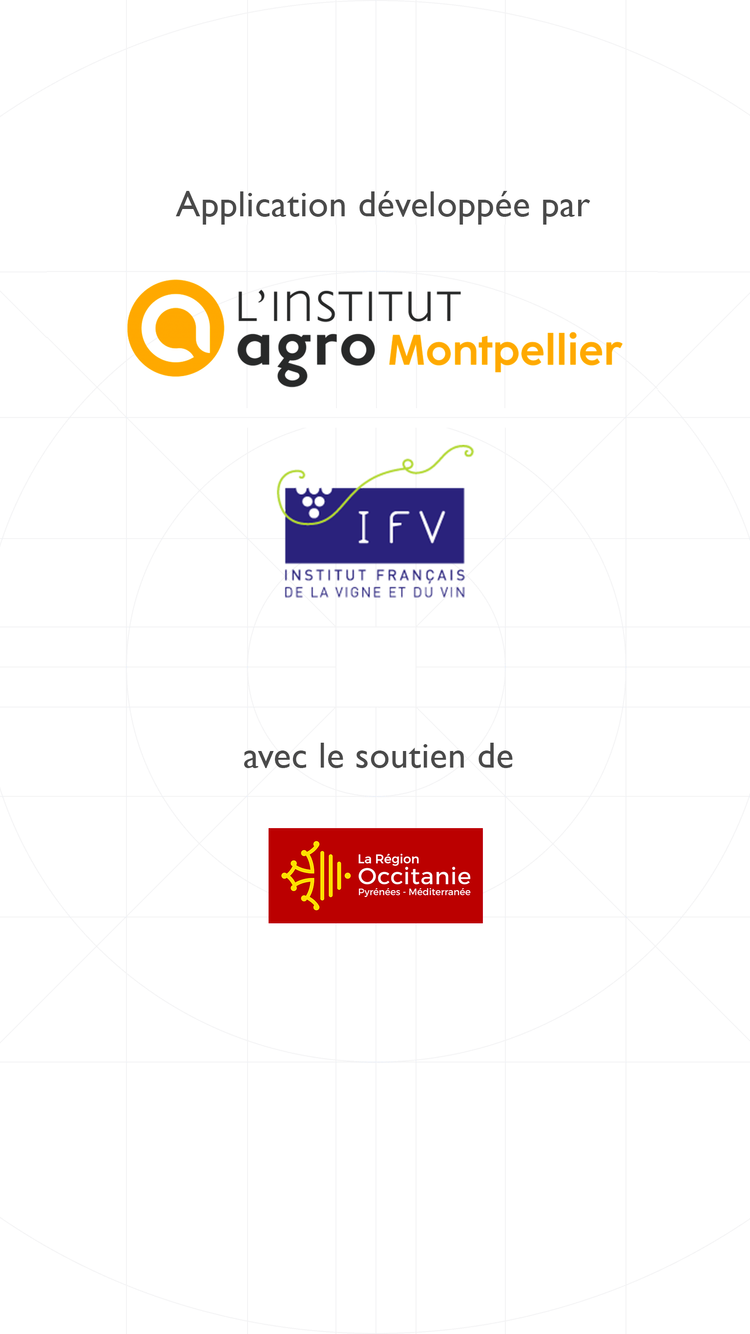 Application développée par
L'INSTITUT
agro Montpellier
IFV
INSTITUT FRANÇAIS
DE LA VIGNE ET DU VIN
avec le soutien de
La Région
Occitanie
Pyrénées - Méditerranée